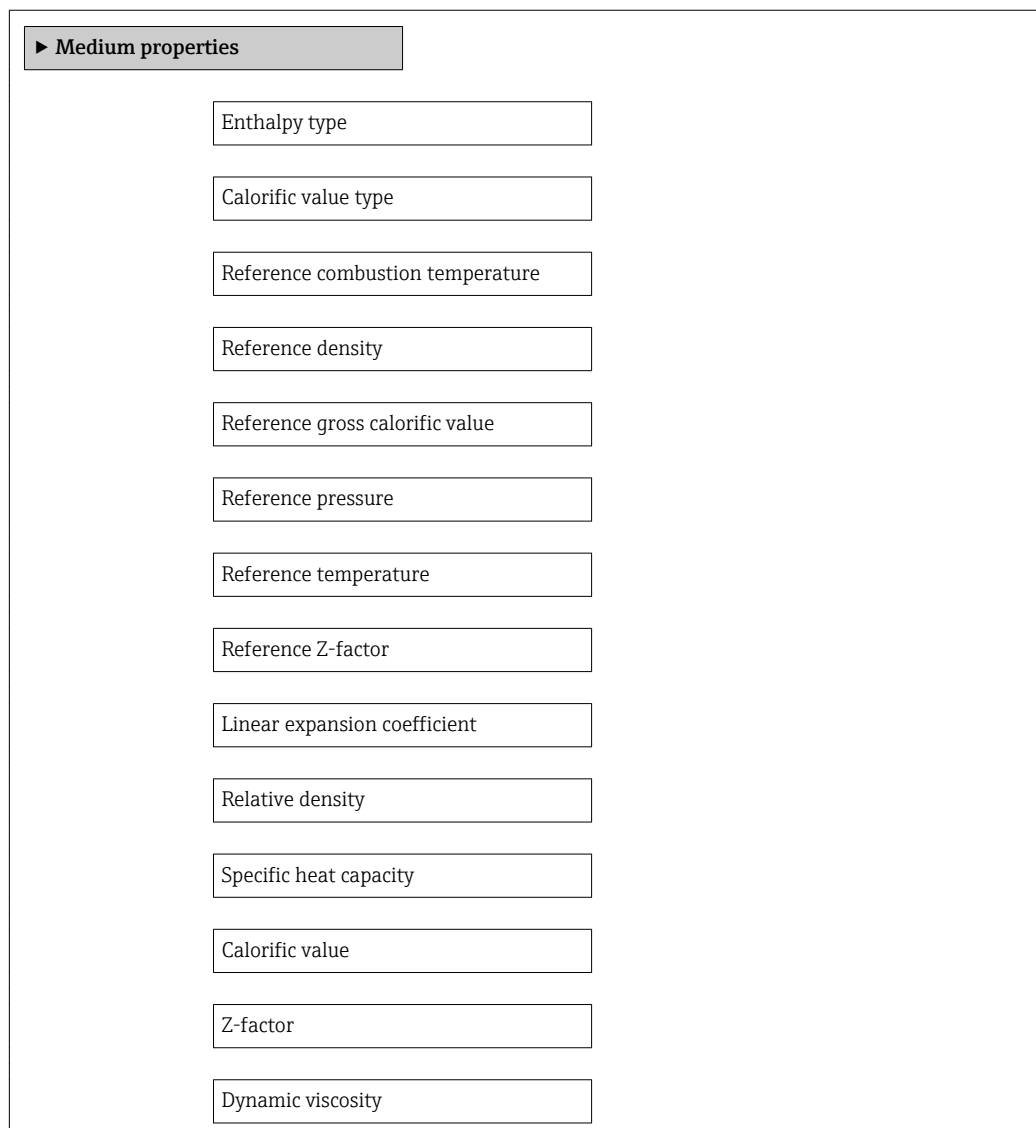 ▶ Medium properties
Enthalpy type
Calorific value type
Reference combustion temperature
Reference density
Reference gross calorific value
Reference pressure
Reference temperature
Reference Z-factor
Linear expansion coefficient
Relative density
Specific heat capacity
Calorific value
Z-factor
Dynamic viscosity